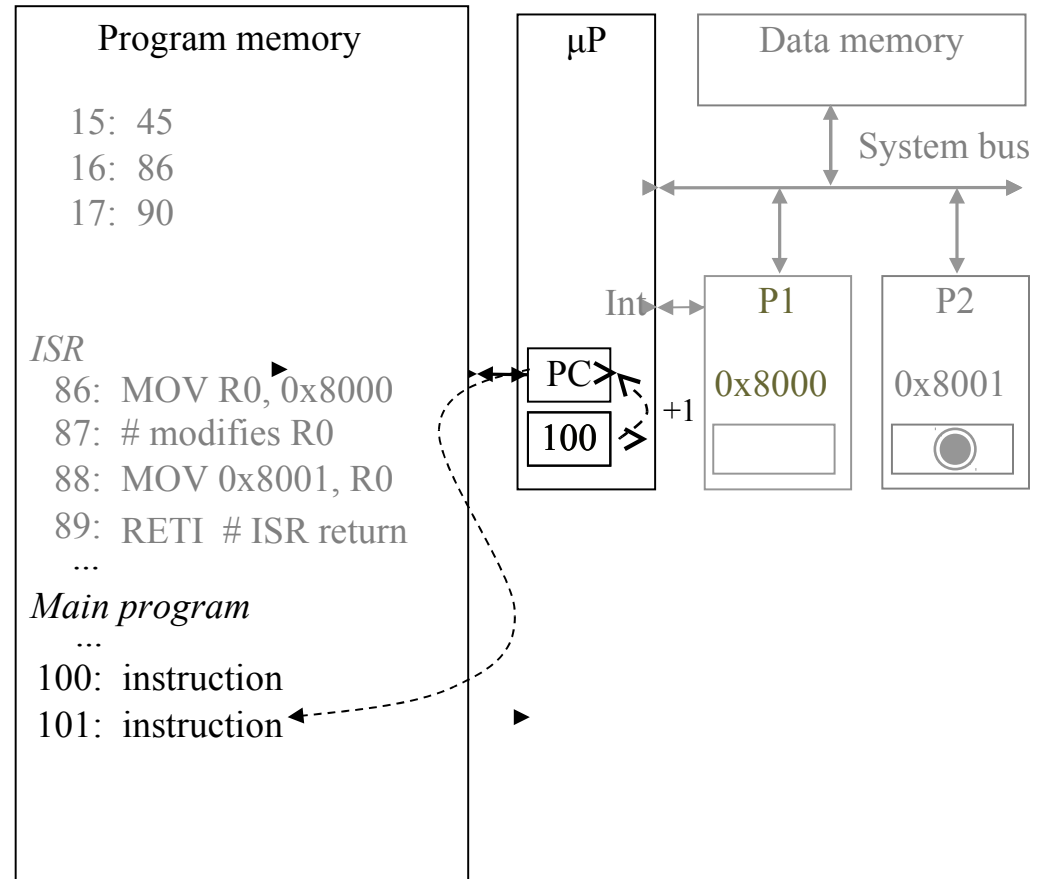 Program memory
15: 45
16: 86
17: 90
ISR
86: MOV R0, 0x8000
87: # modifies R0
88: MOV 0x8001, R0
89: RETI # ISR return
...
Main program
...
100: instruction
101: instruction
μP
Int
PC
100
+1
Data memory
System bus
P1
0x8000
P2
0x8001